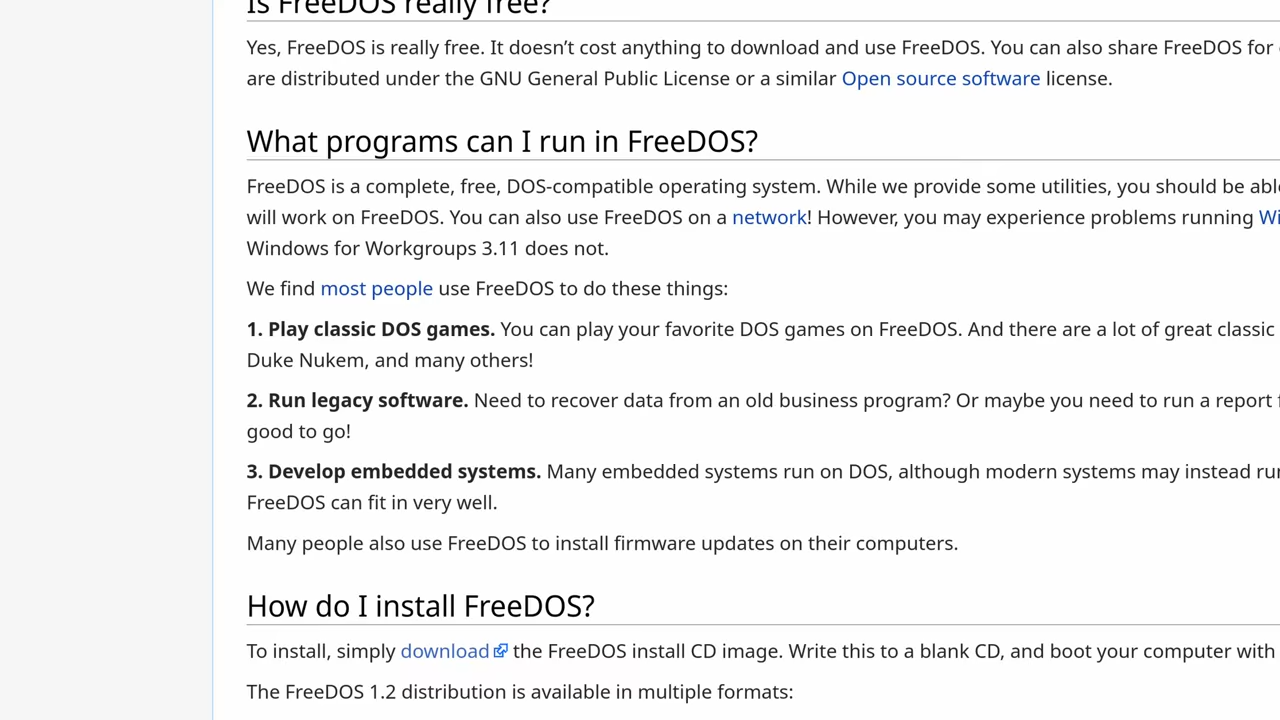 Is FreeDOS really free?
Yes, FreeDOS is really free. It doesn’t cost anything to download and use FreeDOS. You can also share FreeDOS for
are distributed under the GNU General Public License or a similar Open source software license.
What programs can I run in FreeDOS?
FreeDOS is a complete, free, DOS-compatible operating system. While we provide some utilities, you should be able
will work on FreeDOS. You can also use FreeDOS on a network! However, you may experience problems running
Windows for Workgroups 3.11 does not.
We find most people use FreeDOS to do these things:
1. Play classic DOS games. You can play your favorite DOS games on FreeDOS. And there are a lot of great classic
Duke Nukem, and many others!
2. Run legacy software. Need to recover data from an old business program? Or maybe you need to run a report
good to go!
3. Develop embedded systems. Many embedded systems run on DOS, although modern systems may instead run
FreeDOS can fit in very well.
Many people also use FreeDOS to install firmware updates on their computers.
How do I install FreeDOS?
To install, simply download the FreeDOS install CD image. Write this to a blank CD, and boot your computer with
The FreeDOS 1.2 distribution is available in multiple formats: